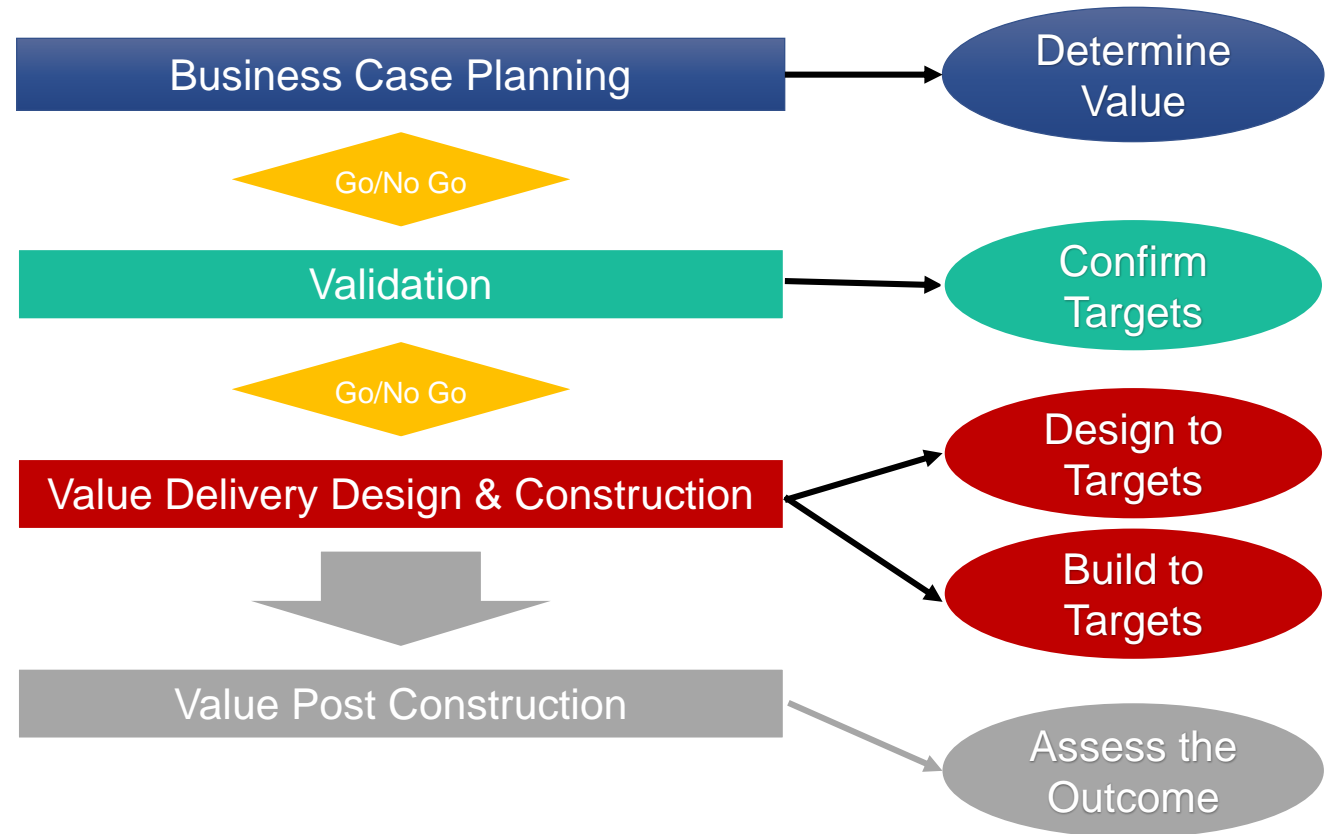 Business Case Planning
Determine
Value
Go/No Go
Validation
Confirm
Targets
Go/No Go
Value Delivery Design & Construction
Design to
Targets
Build to
Targets
Value Post Construction
Assess the
Outcome